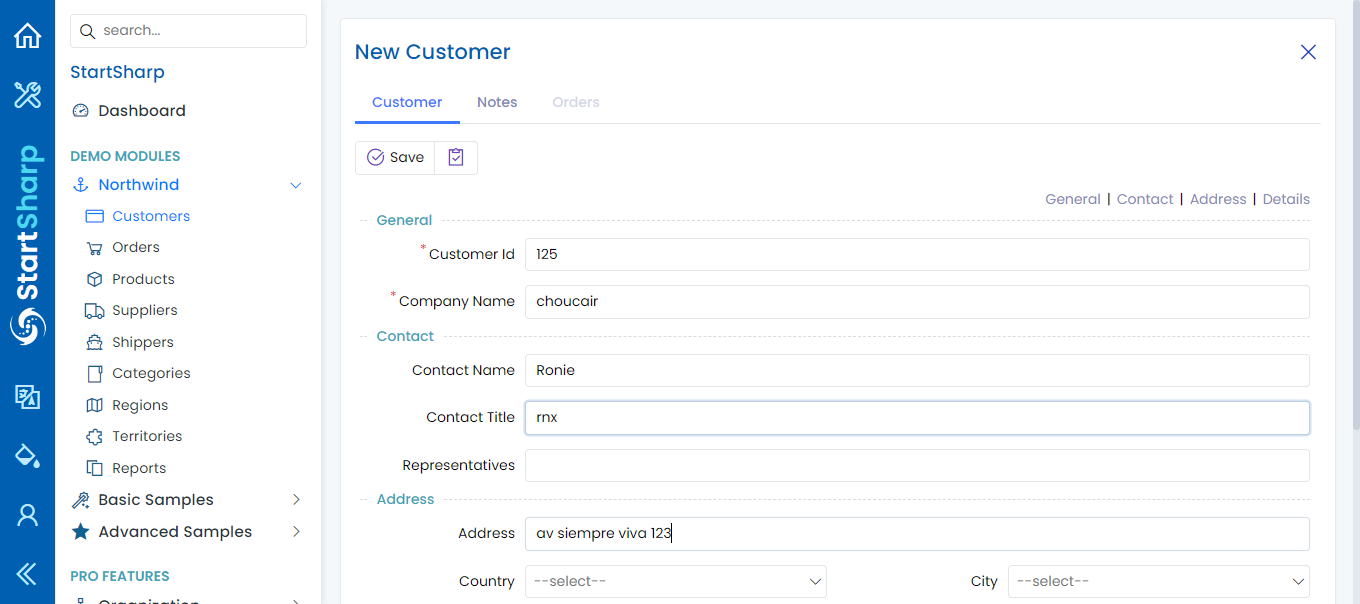 search...
StartSharp
Dashboard
DEMO MODULES
Northwind
Customers
Orders
Products
Suppliers
Shippers
Categories
Regions
Territories
Reports
Basic Samples
Advanced Samples
PRO FEATURES
Organization
StartSharp
New Customer
Customer Notes Orders
Save
General | Contact | Address | Details
General
* Customer Id 125
* Company Name choucair
Contact
Contact Name Ronie
Contact Title rnx
Representatives
Address
Address av siempre viva 123
Country --select-- City --select--